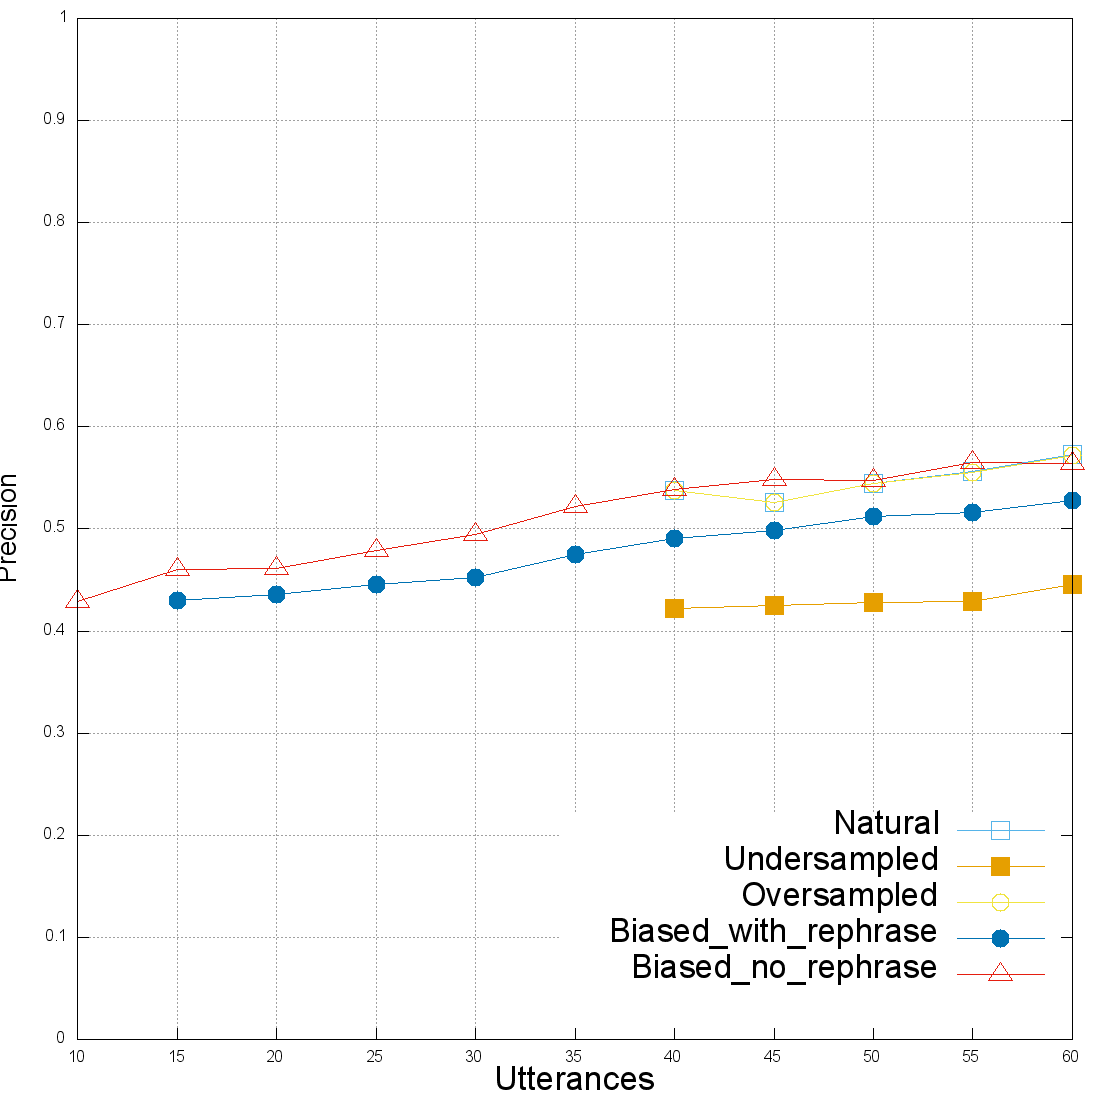 1
0.9
0.8
0.7
0.6
0.5
0.4
0.3
0.2
0.1
0
Precision
Natural
Undersampled
Oversampled
Biased_with_rephrase
Biased_no_rephrase
10 15 20 25 30 35 40 45 50 55 60
Utterances